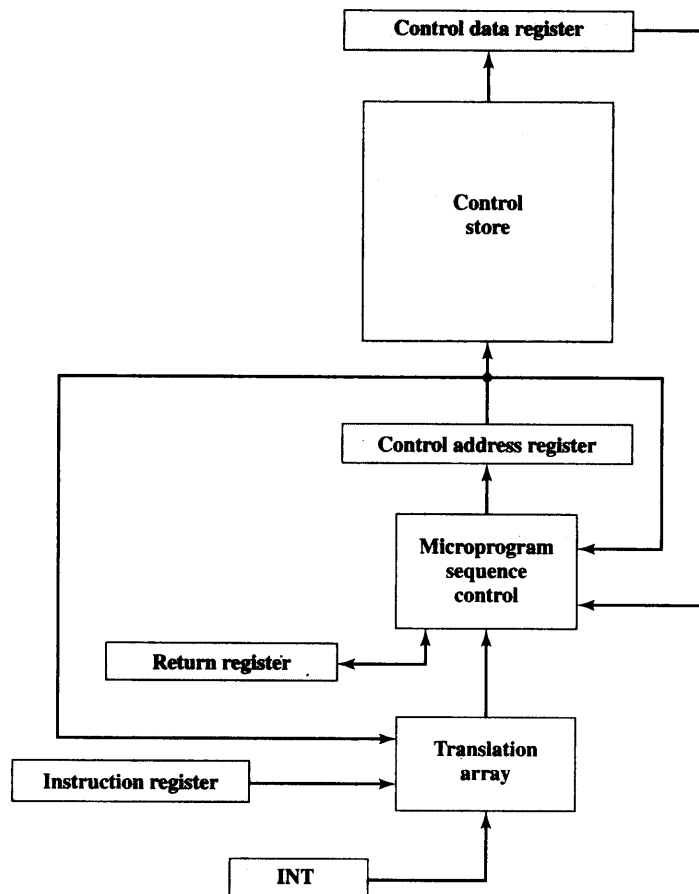 Control data register
Control
store
Control address register
Microprogram
sequence
control
Return register
Translation
array
Instruction register
INT